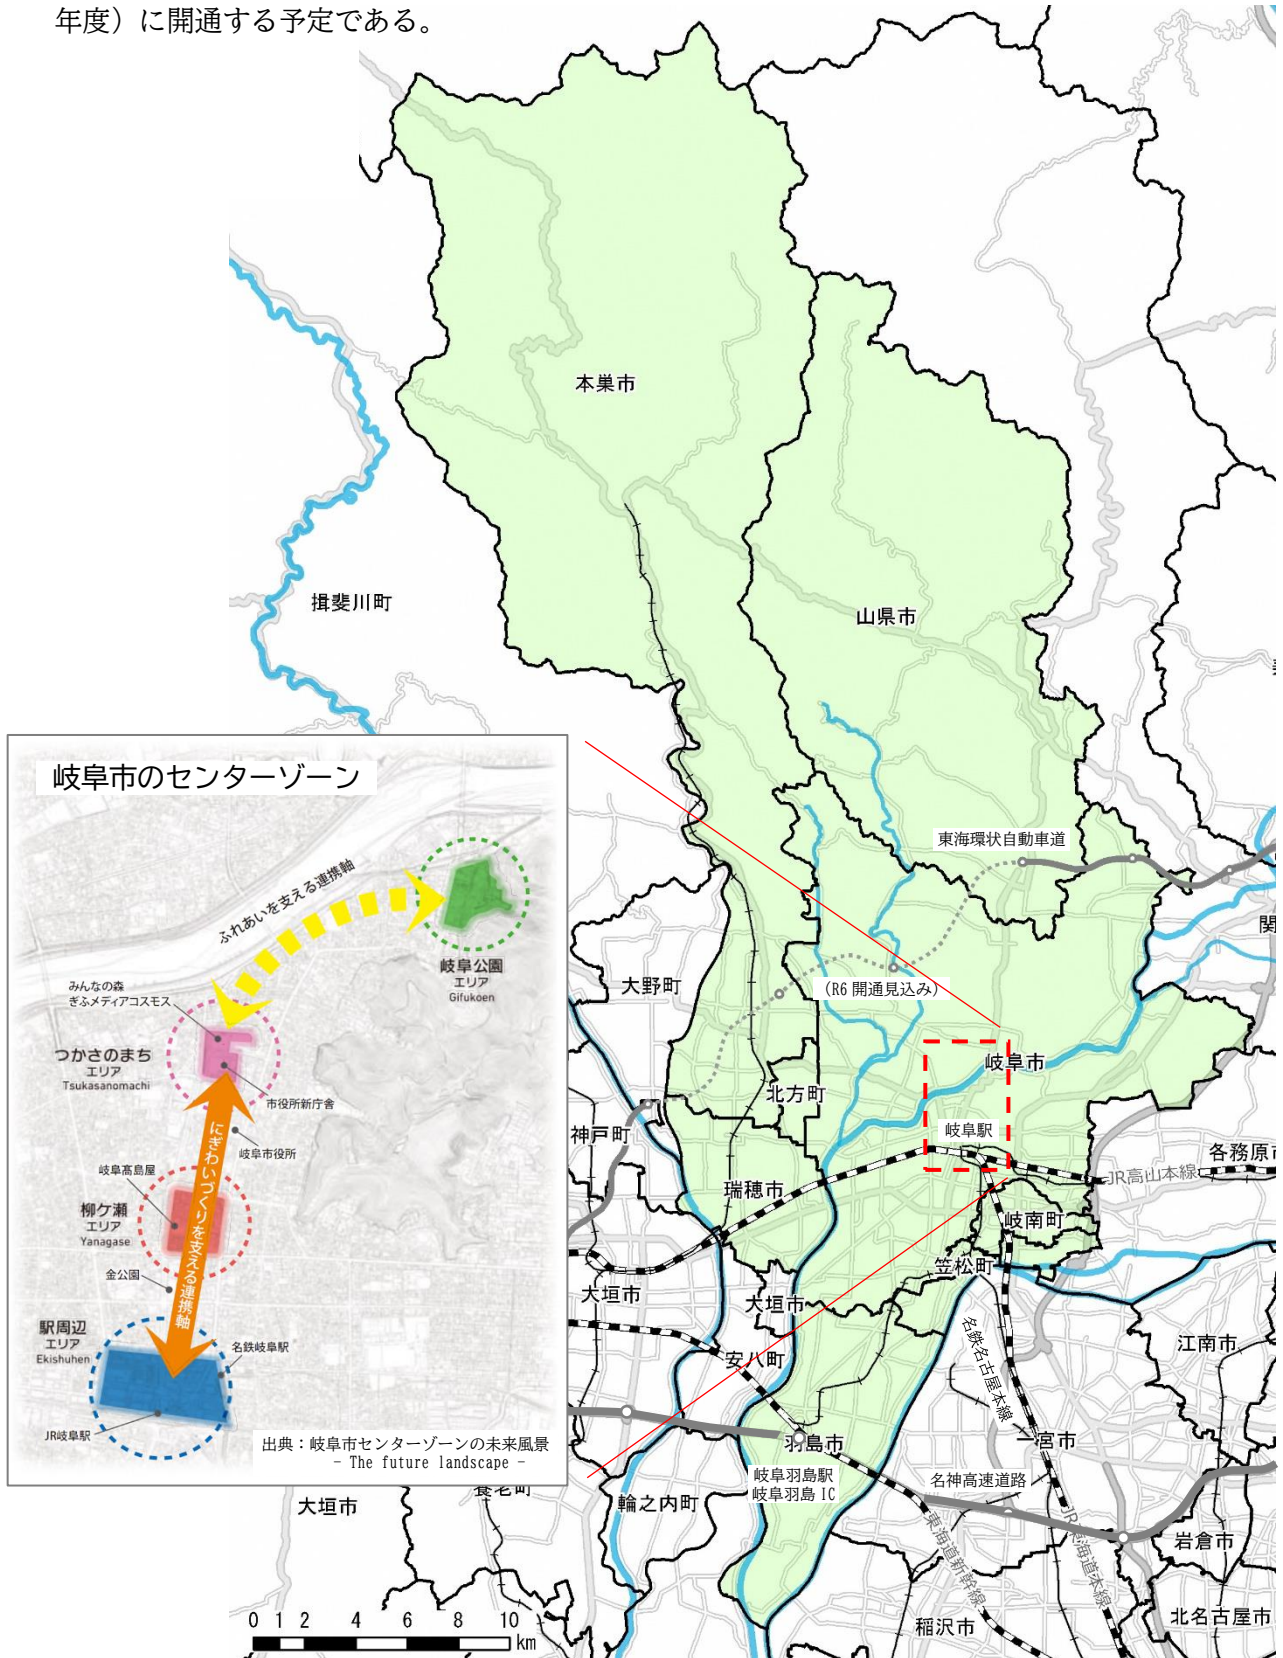 年度）に開通する予定である。
本巣市
揖斐川町
山県市
岐阜市のセンターゾーン
ふれあいを支える連携軸
岐阜公園
エリア
Gifukoen
みんなの森
ぎふメディアコスモス
つかさのまち
エリア
Tsukasanomachi
市役所新庁舎
岐阜市役所
にぎわいづくりを支える連携軸
岐阜髙島屋
柳ケ瀬
エリア
Yanagase
金公園
駅周辺
エリア
Ekishuhen
名鉄岐阜駅
JR岐阜駅
出典：岐阜市センターゾーンの未来風景
– The future landscape –
東海環状自動車道
関
大野町
（R6 開通見込み）
岐阜市
北方町
神戸町
岐阜駅
各務原市
JR高山本線
瑞穂市
岐南町
笠松町
大垣市
大垣市
安八町
名鉄名古屋本線
江南市
羽島市
一宮市
岐阜羽島駅
岐阜羽島 IC
名神高速道路
養老町
大垣市
輪之内町
東海道新幹線
JR東海道本線
岩倉市
稲沢市
北名古屋市
0 1 2 4 6 8 10
km